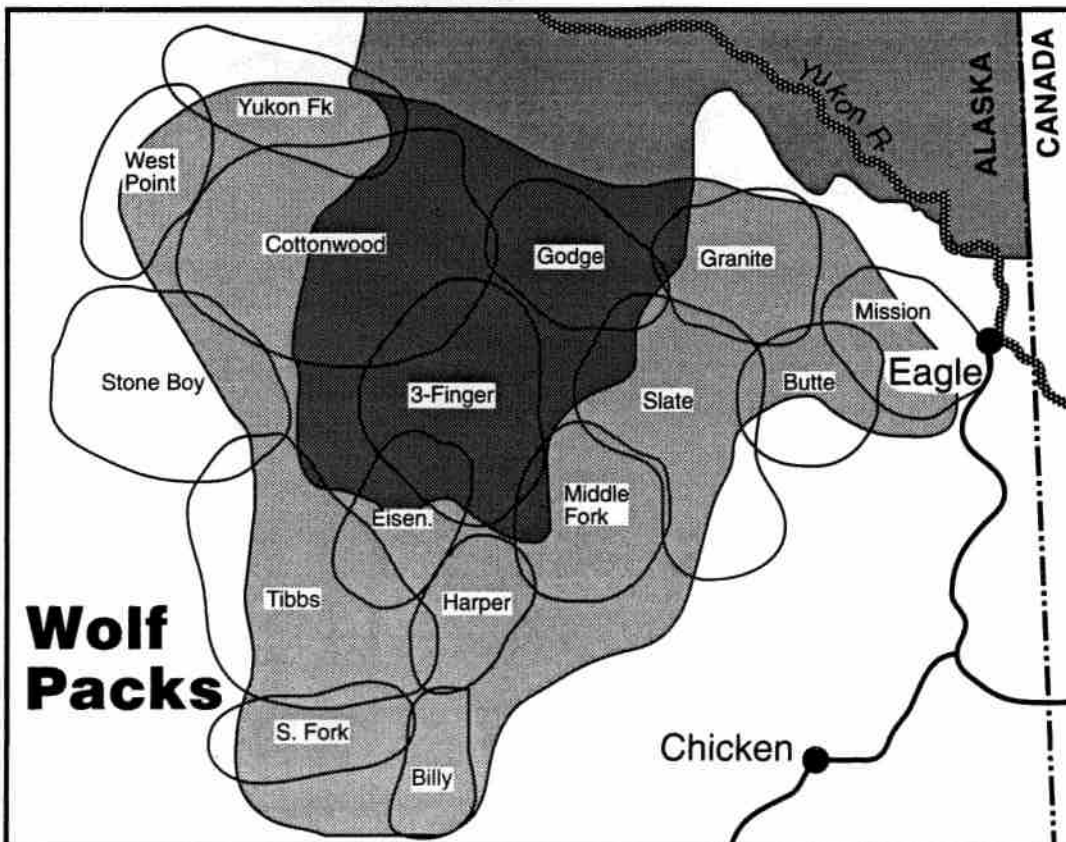 Yukon Fk
Yukon R.
ALASKA
CANADA
West
Point
Cottonwood
Godge
Granite
Mission
Eagle
Stone Boy
3-Finger
Slate
Butte
Middle
Fork
Eisen.
Tibbs
Harper
Wolf
Packs
S. Fork
Billy
Chicken